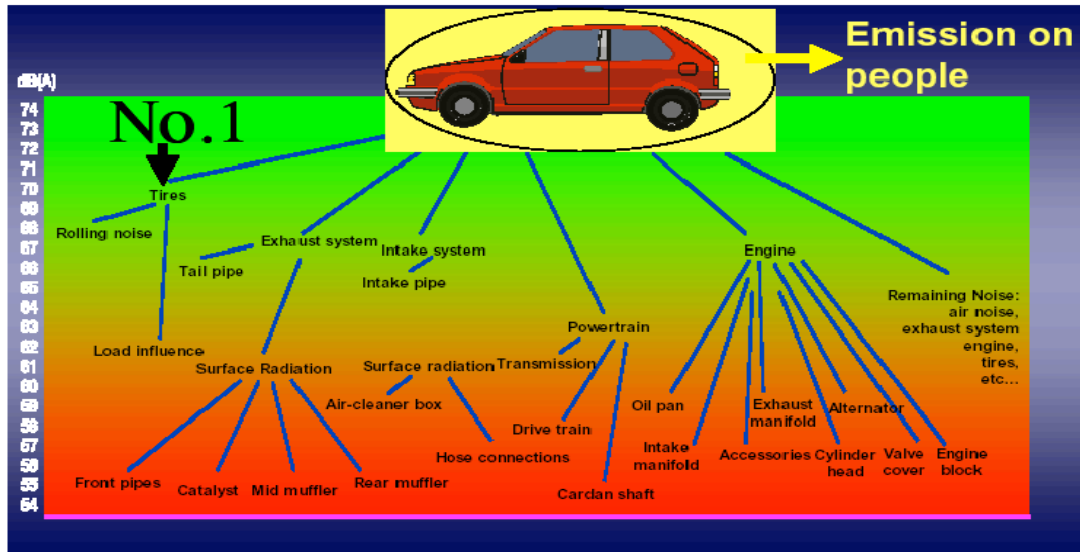 Emission on
people
dB(A)
74
73
72
71
70
69
68
67
66
65
64
63
62
61
60
59
58
57
56
55
54
No.1
Tires
Rolling noise
Load influence
Exhaust system
Tail pipe
Surface Radiation
Front pipes
Catalyst
Mid muffler
Rear muffler
Intake system
Intake pipe
Surface radiation
Air-cleaner box
Hose connections
Powertrain
Transmission
Drive train
Cardan shaft
Engine
Oil pan
Intake
manifold
Accessories
Exhaust
manifold
Cylinder
head
Alternator
Valve
cover
Engine
block
Remaining Noise:
air noise,
exhaust system
engine,
tires,
etc...